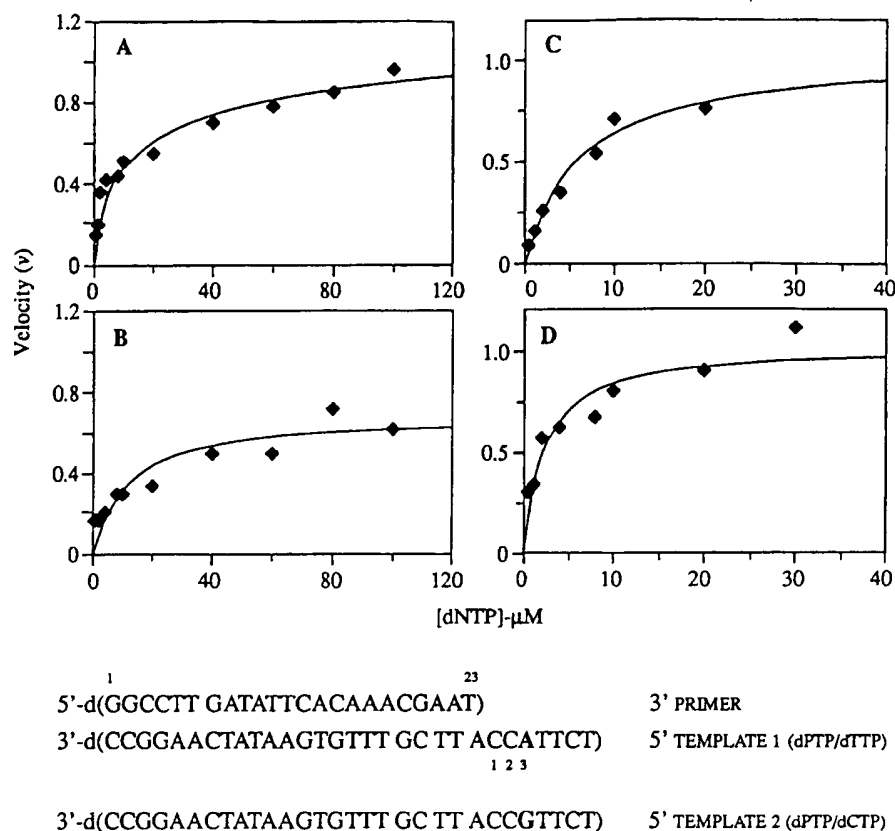 A
C
1.2
0.8
0.4
0
0 40 80 120
1.0
0.5
0
0 10 20 30 40
Velocity (v)
B
D
1.2
0.8
0.4
0
0 40 80 120
1.0
0.5
0
0 10 20 30 40
[dNTP]-μM
1 23
5'-d(GGCCTT GATATTCACAAACGAAT) 3' PRIMER
3'-d(CCGGAACTATAAGTGTTT GC TT ACCATTCT) 5' TEMPLATE 1 (dPTP/dTTP)
1 2 3
3'-d(CCGGAACTATAAGTGTTT GC TT ACCGTTCT) 5' TEMPLATE 2 (dPTP/dCTP)